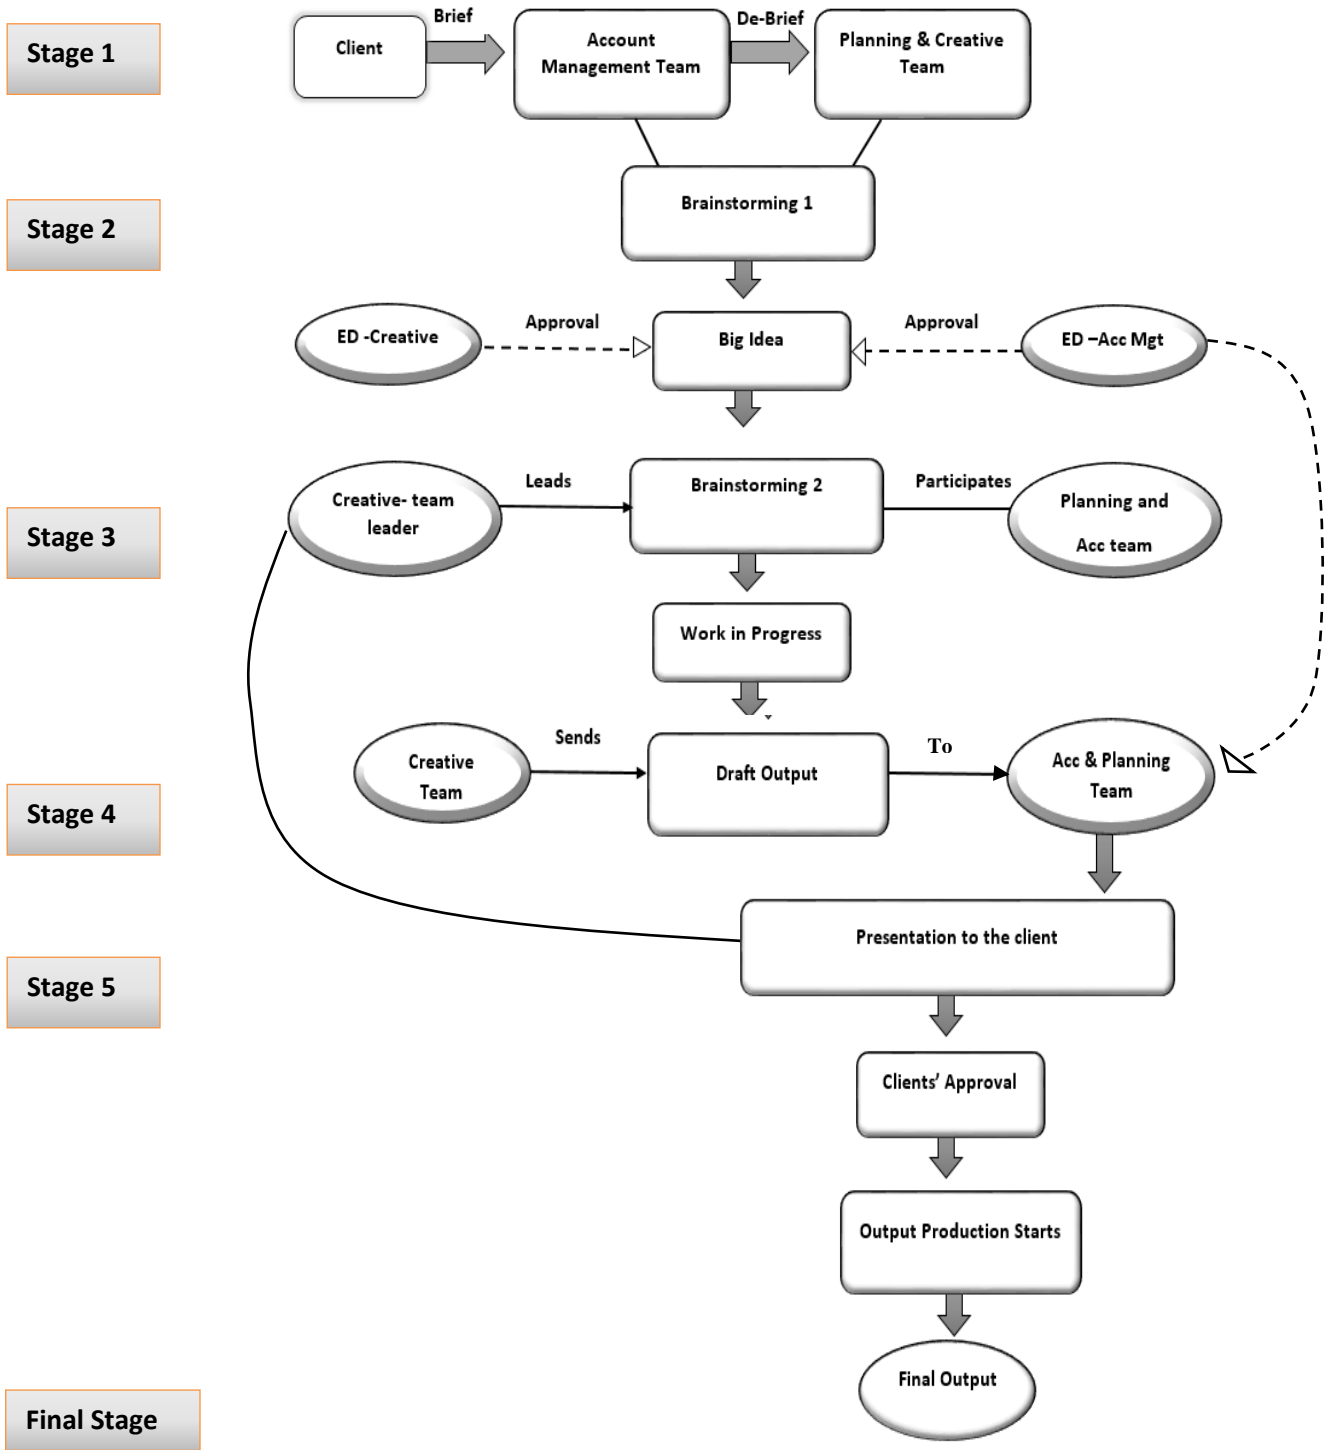 Stage 1
Client
Brief
Account
Management Team
De-Brief
Planning & Creative
Team
Stage 2
Brainstorming 1
ED -Creative
Approval
Big Idea
Approval
ED –Acc Mgt
Stage 3
Creative- team
leader
Leads
Brainstorming 2
Participates
Planning and
Acc team
Work in Progress
Stage 4
Creative
Team
Sends
Draft Output
To
Acc & Planning
Team
Stage 5
Presentation to the client
Clients’ Approval
Output Production Starts
Final Output
Final Stage